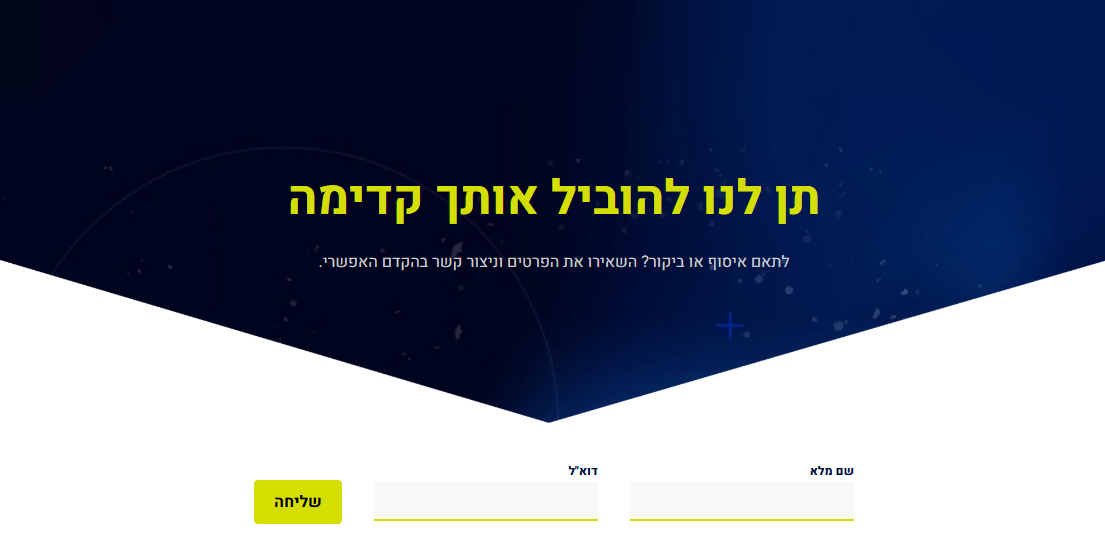 תן לנו להוביל אותך קדימה
לתאם איסוף או ביקור? השאירו את הפרטים וניצור קשר בהקדם האפשרי.
שם מלא
דוא"ל
שליחה